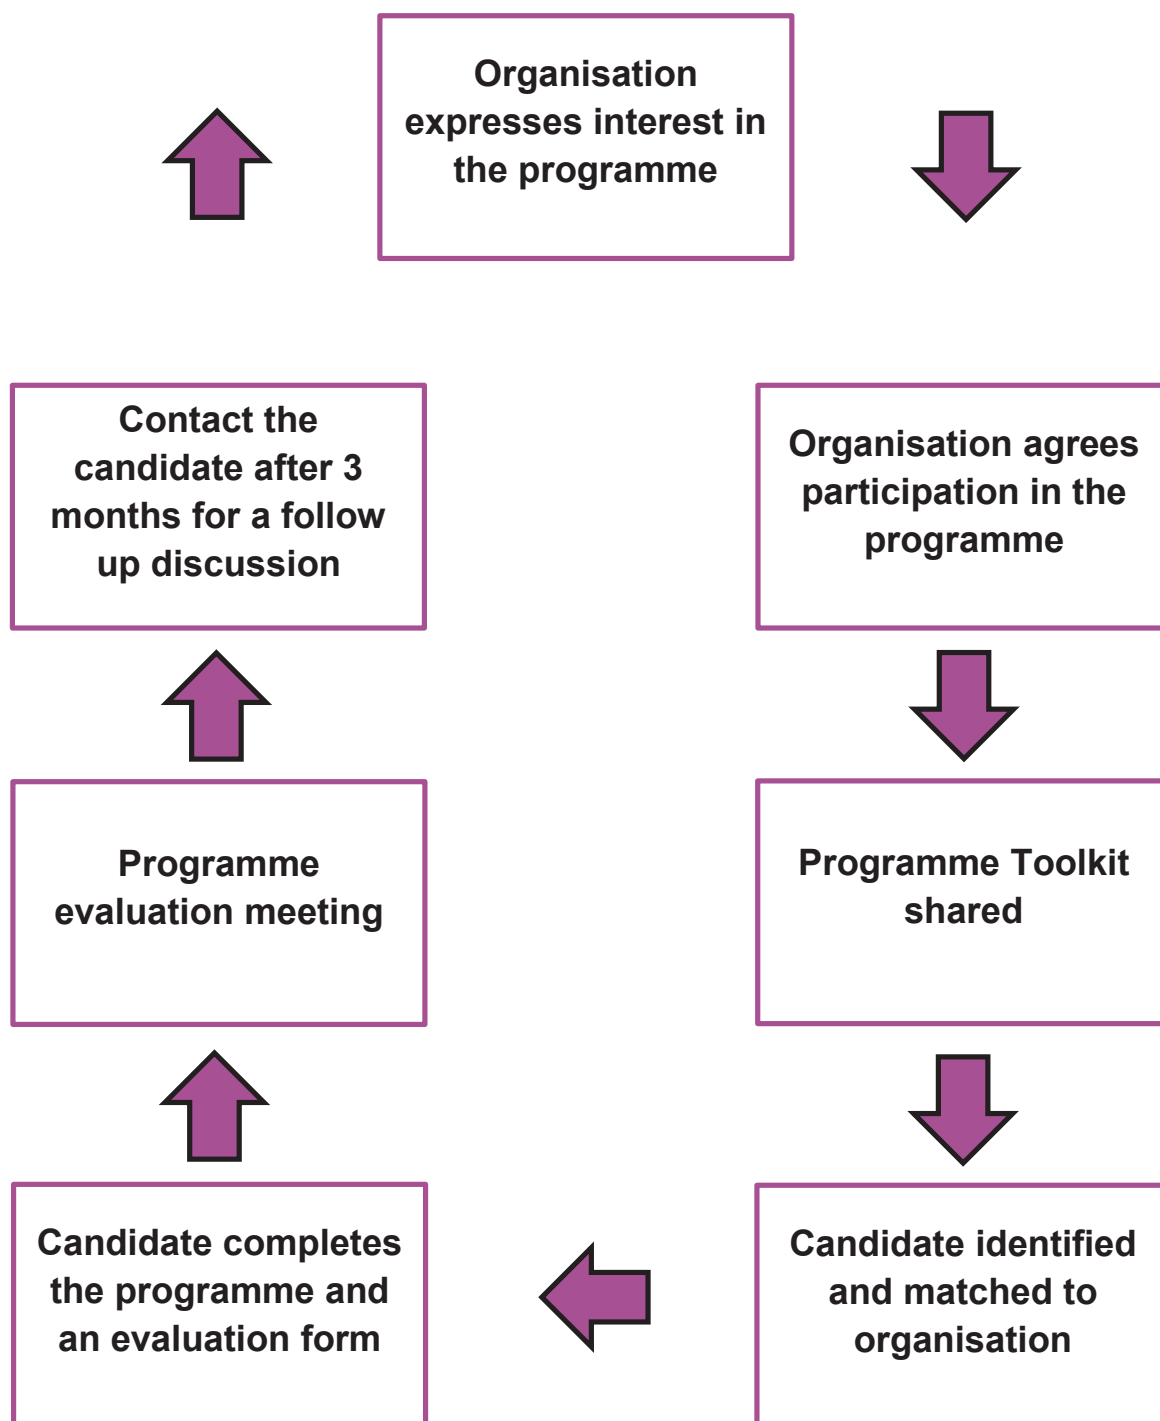 Organisation
expresses interest in
the programme
Organisation agrees
participation in the
programme
Programme Toolkit
shared
Candidate identified
and matched to
organisation
Candidate completes
the programme and
an evaluation form
Programme
evaluation meeting
Contact the
candidate after 3
months for a follow
up discussion